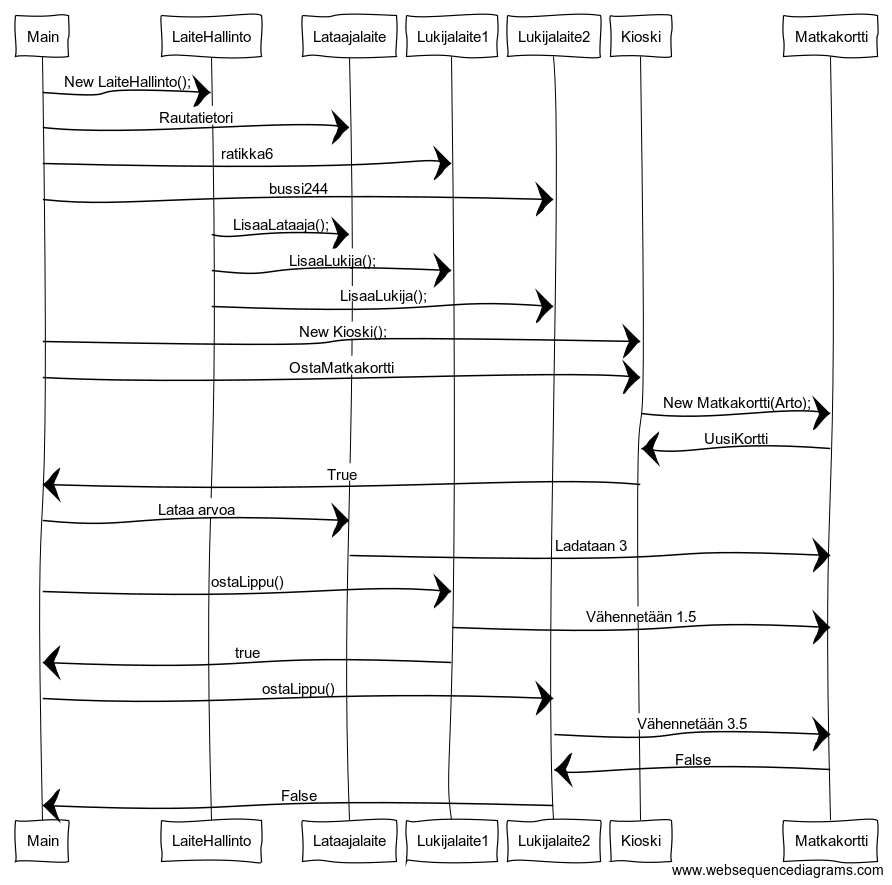 Main LaiteHallinto Lataajalaite Lukijalaite1 Lukijalaite2 Kioski Matkakortti
New LaiteHallinto();
Rautatietori
ratikka6
bussi244
LisaaLataaja();
LisaaLukija();
LisaaLukija();
New Kioski();
OstaMatkakortti
New Matkakortti(Arto);
UusiKortti
True
Lataa arvoa
Ladataan 3
ostaLippu()
Vähennetään 1.5
true
ostaLippu()
Vähennetään 3.5
False
False
Main LaiteHallinto Lataajalaite Lukijalaite1 Lukijalaite2 Kioski Matkakortti
www.websequencediagrams.com